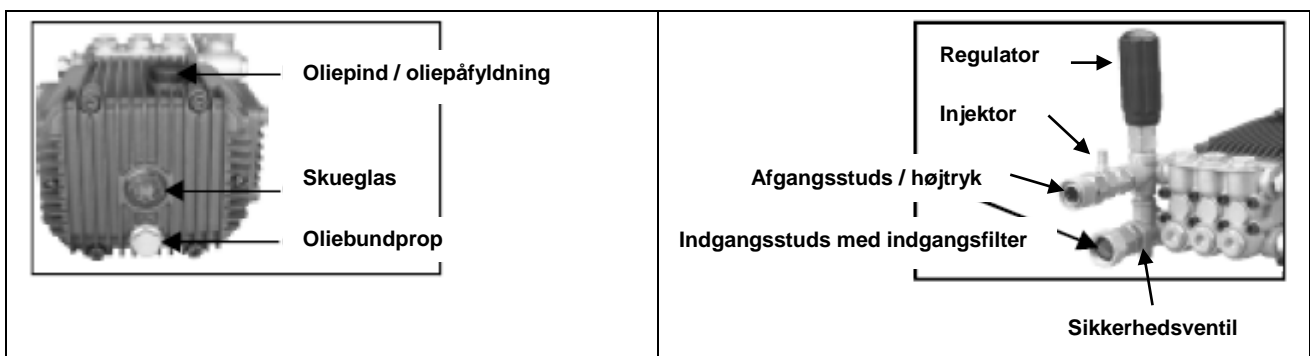 Oliepind / oliepåfyldning
Skueglas
Oliebundprop
Regulator
Injektor
Afgangsstuds / højtryk
Indgangsstuds med indgangsfilter
Sikkerhedsventil